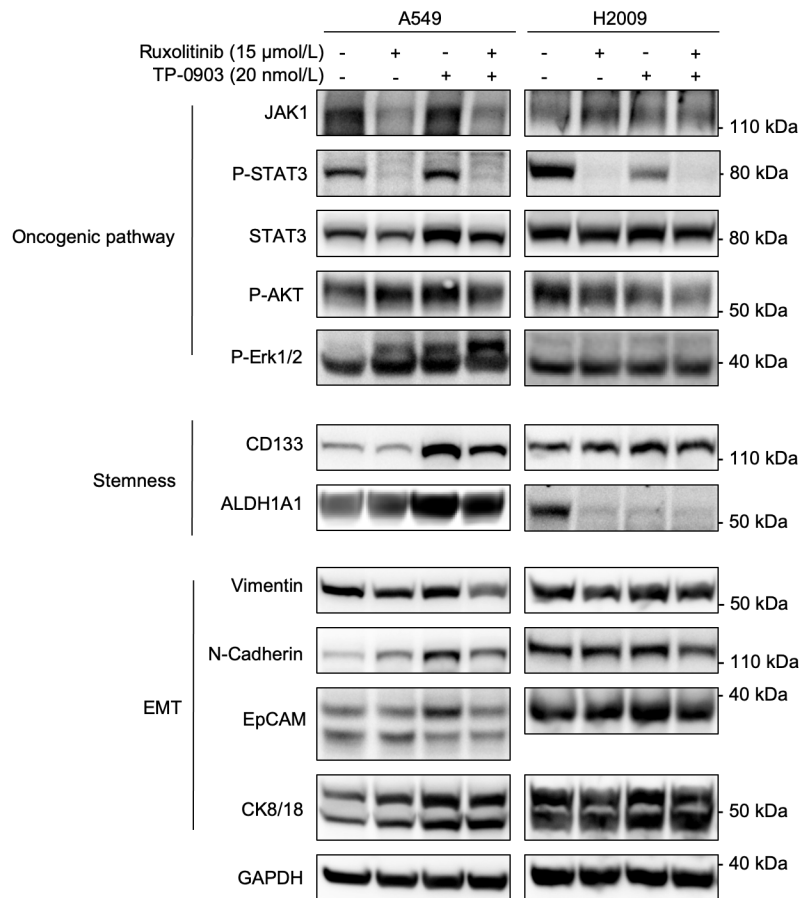 A549 H2009
Ruxolitinib (15 µmol/L) - + - + - + - +
TP-0903 (20 nmol/L) - - + + - - + +
JAK1 - 110 kDa
P-STAT3 - 80 kDa
Oncogenic pathway
STAT3 - 80 kDa
P-AKT - 50 kDa
P-Erk1/2 - 40 kDa
CD133 - 110 kDa
Stemness
ALDH1A1 - 50 kDa
Vimentin - 50 kDa
N-Cadherin - 110 kDa
- 40 kDa
EMT
EpCAM
CK8/18 - 50 kDa
- 40 kDa
GAPDH